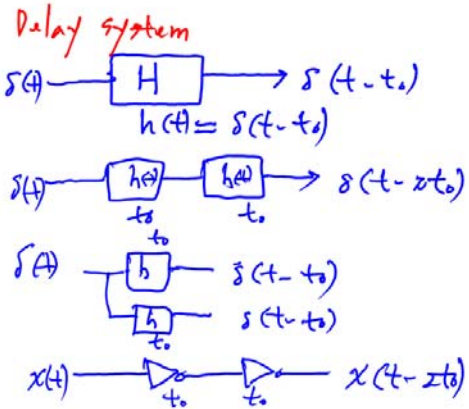 Delay system
δ(t) H δ(t-t₀)
h(t) = δ(t-t₀)
δ(t) h(t) h(t) δ(t-2t₀)
t₀ t₀
t₀
δ(t) h δ(t-t₀)
h δ(t-t₀)
t₀
x(t) x(t-2t₀)
t₀ t₀